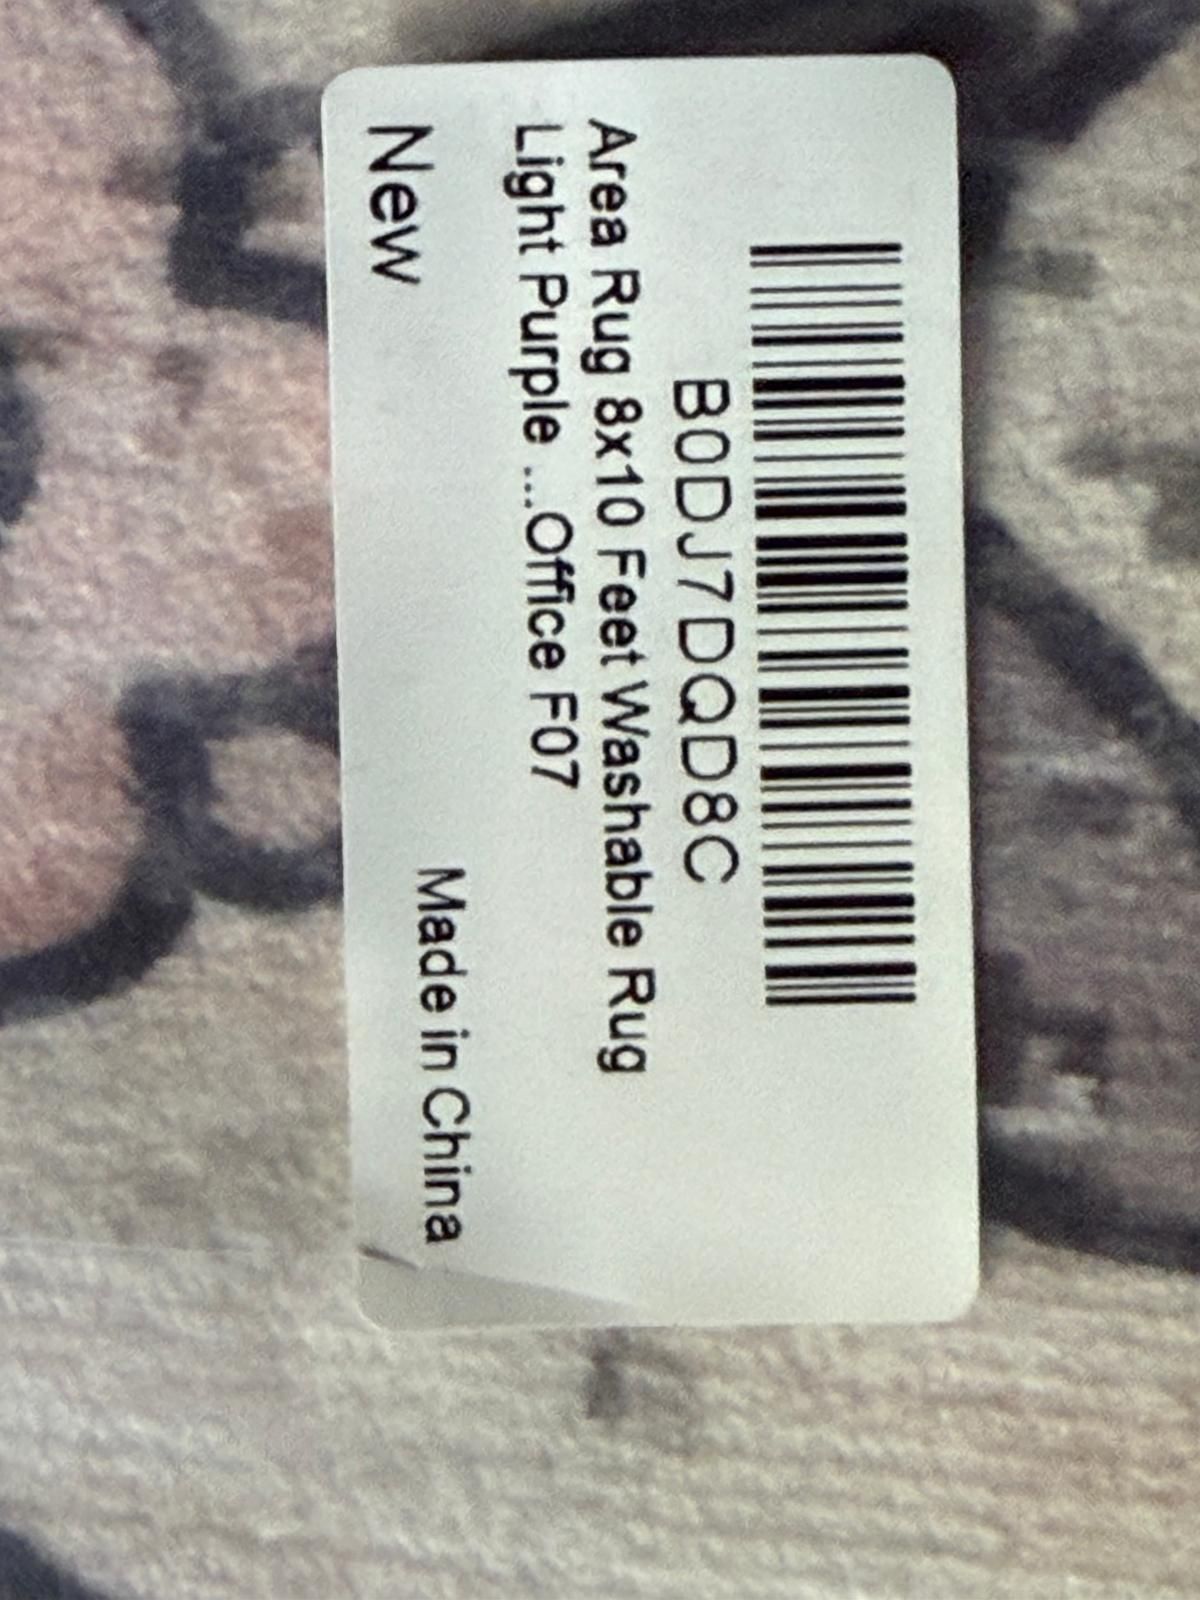 B0DJ7DQD8C
Area Rug 8x10 Feet Washable Rug
Light Purple ...Office F07
New
Made in China